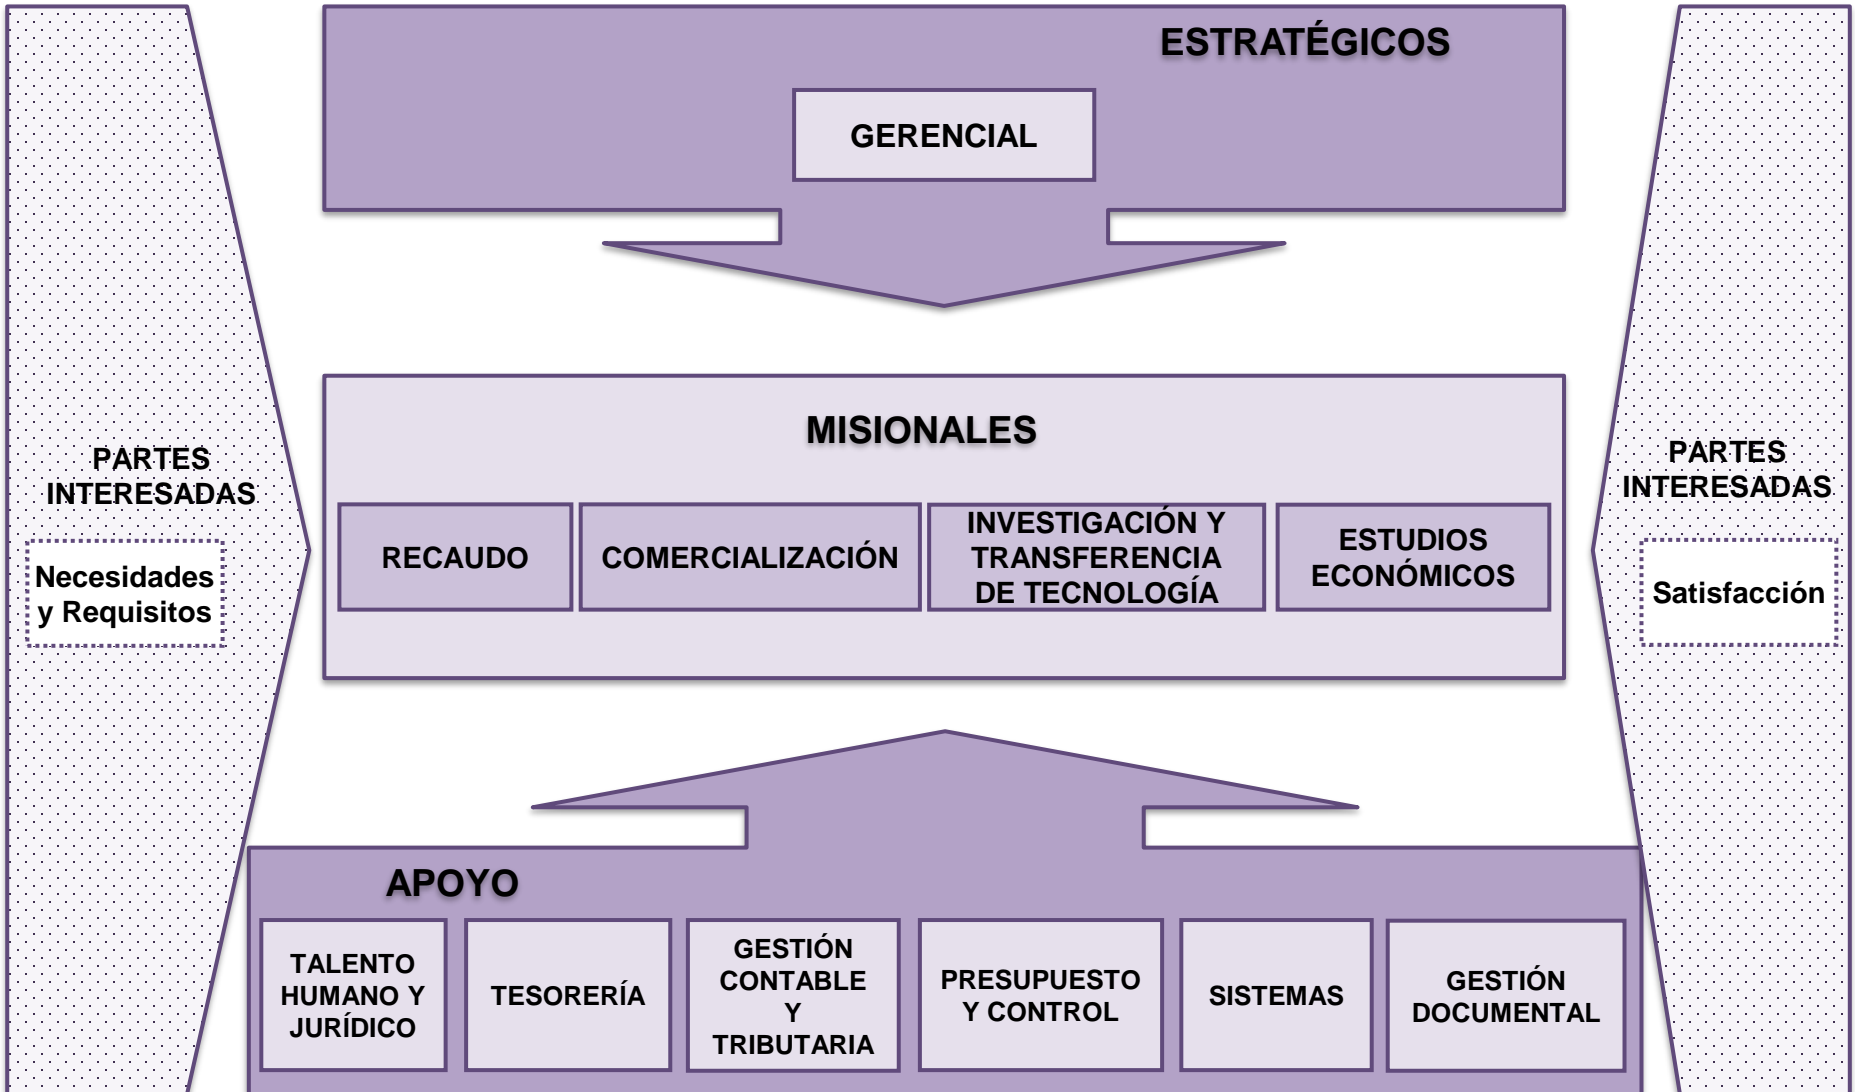 ESTRATÉGICOS
GERENCIAL
PARTES
INTERESADAS
Necesidades
y Requisitos
MISIONALES
RECAUDO
COMERCIALIZACIÓN
INVESTIGACIÓN Y
TRANSFERENCIA
DE TECNOLOGÍA
ESTUDIOS
ECONÓMICOS
PARTES
INTERESADAS
Satisfacción
APOYO
TALENTO
HUMANO Y
JURÍDICO
TESORERÍA
GESTIÓN
CONTABLE
Y
TRIBUTARIA
PRESUPUESTO
Y CONTROL
SISTEMAS
GESTIÓN
DOCUMENTAL